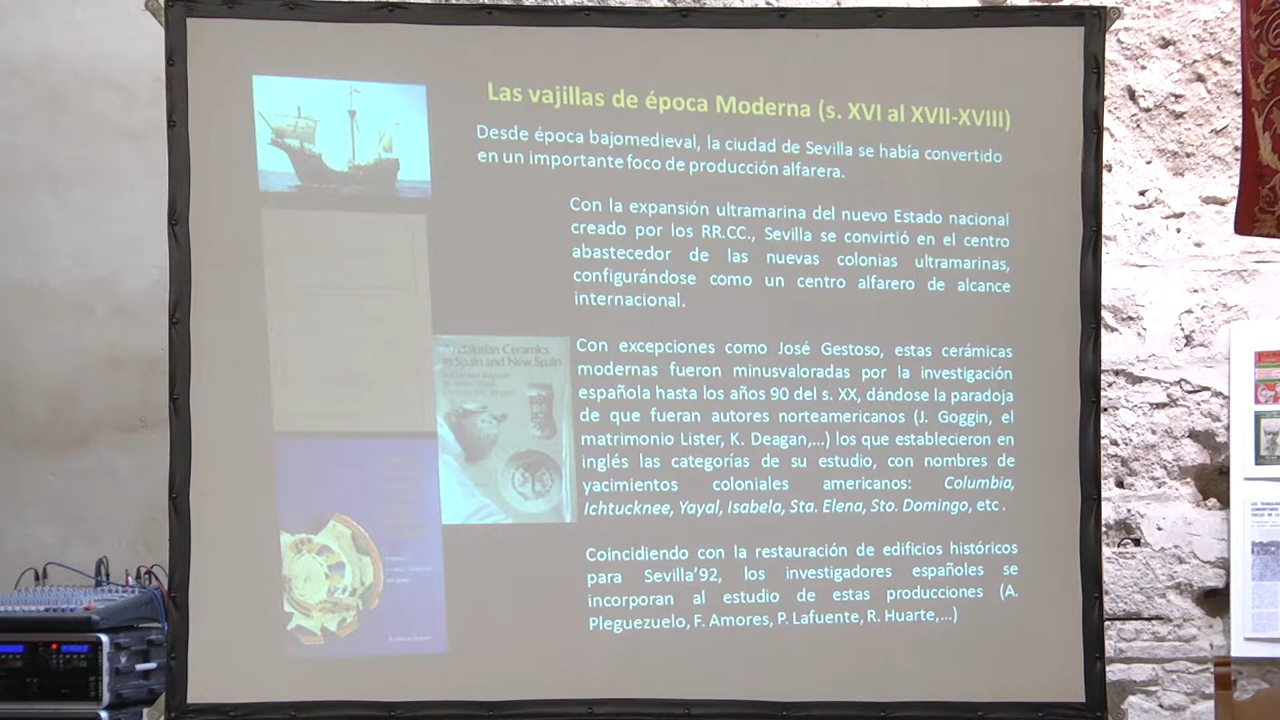 Las vajillas de época Moderna (s. XVI al XVII-XVIII)
Desde época bajomedieval, la ciudad de Sevilla se había convertido
en un importante foco de producción alfarera.
Con la expansión ultramarina del nuevo Estado nacional
creado por los RR.CC., Sevilla se convirtió en el centro
abastecedor de las nuevas colonias ultramarinas,
configurándose como un centro alfarero de alcance
internacional.
Andalusian Ceramics
in Spain and New Spain
Con excepciones como José Gestoso, estas cerámicas
modernas fueron minusvaloradas por la investigación
española hasta los años 90 del s. XX, dándose la paradoja
de que fueran autores norteamericanos (J. Goggin, el
matrimonio Lister, K. Deagan,...) los que establecieron en
inglés las categorías de su estudio, con nombres de
yacimientos coloniales americanos: Columbia,
Ichtucknee, Yayal, Isabela, Sta. Elena, Sto. Domingo, etc.
Coincidiendo con la restauración de edificios históricos
para Sevilla'92, los investigadores españoles se
incorporan al estudio de estas producciones (A.
Pleguezuelo, F. Amores, P. Lafuente, R. Huarte,...)